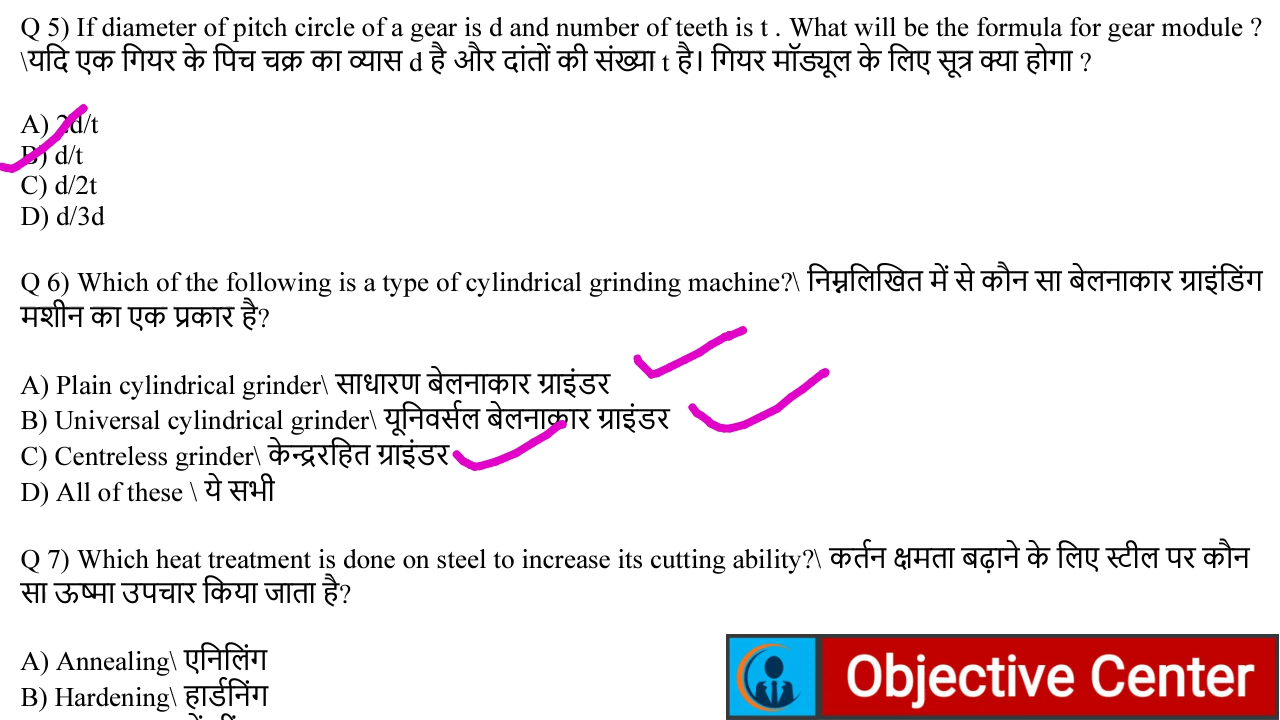 Q 5) If diameter of pitch circle of a gear is d and number of teeth is t . What will be the formula for gear module ?
\यदि एक गियर के पिच चक्र का व्यास d है और दांतों की संख्या t है। गियर मॉड्यूल के लिए सूत्र क्या होगा ?
A) 2d/t
B) d/t
C) d/2t
D) d/3d
Q 6) Which of the following is a type of cylindrical grinding machine?\ निम्नलिखित में से कौन सा बेलनाकार ग्राइंडिंग
मशीन का एक प्रकार है?
A) Plain cylindrical grinder\ साधारण बेलनाकार ग्राइंडर
B) Universal cylindrical grinder\ यूनिवर्सल बेलनाकार ग्राइंडर
C) Centreless grinder\ केन्द्ररहित ग्राइंडर
D) All of these \ ये सभी
Q 7) Which heat treatment is done on steel to increase its cutting ability?\ कर्तन क्षमता बढ़ाने के लिए स्टील पर कौन
सा ऊष्मा उपचार किया जाता है?
A) Annealing\ एनिलिंग
B) Hardening\ हार्डनिंग
Objective Center